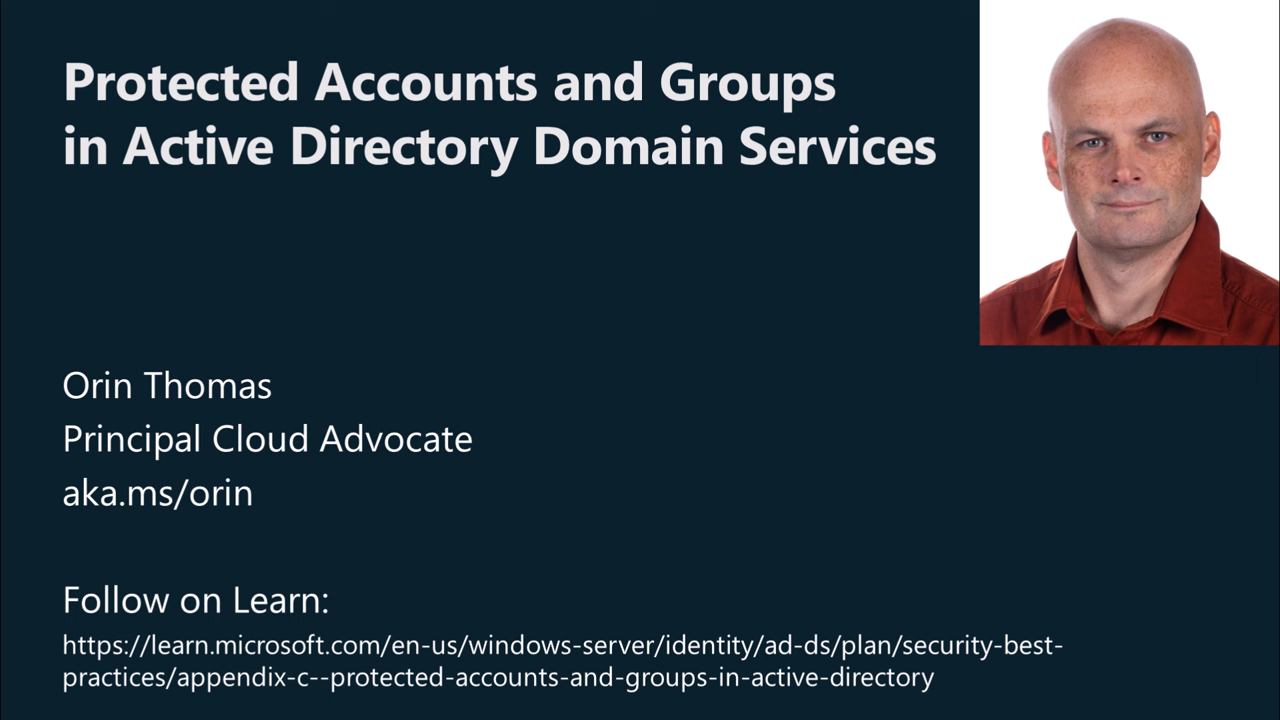 Protected Accounts and Groups
in Active Directory Domain Services
Orin Thomas
Principal Cloud Advocate
aka.ms/orin
Follow on Learn:
https://learn.microsoft.com/en-us/windows-server/identity/ad-ds/plan/security-best-
practices/appendix-c--protected-accounts-and-groups-in-active-directory